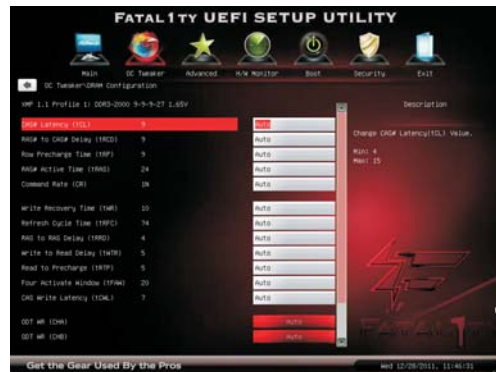 FATAL1TY UEFI SETUP UTILITY
Main OC Tweaker Advanced H/W Monitor Boot Security Exit
OC Tweaker\DRAM Configuration
XMP 1.1 Profile 1: DDR3-2000 9-9-9-27 1.65V
Description
CAS# Latency (tCL) 9 Auto
Change CAS# Latency(tCL) Value.
RAS# to CAS# Delay (tRCD) 9 Auto
Min: 4
Row Precharge Time (tRP) 9 Auto
Max: 15
RAS# Active Time (tRAS) 24 Auto
Command Rate (CR) 1N Auto
Write Recovery Time (tWR) 10 Auto
Refresh Cycle Time (tRFC) 74 Auto
RAS to RAS Delay (tRRD) 4 Auto
Write to Read Delay (tWTR) 5 Auto
Read to Precharge (tRTP) 5 Auto
Four Activate Window (tFAW) 20 Auto
CAS Write Latency (tCWL) 7 Auto
ODT WR (CHA) Auto
ODT WR (CHB) Auto
FATAL1TY
Get the Gear Used By the Pros
Wed 12/28/2011, 11:46:31